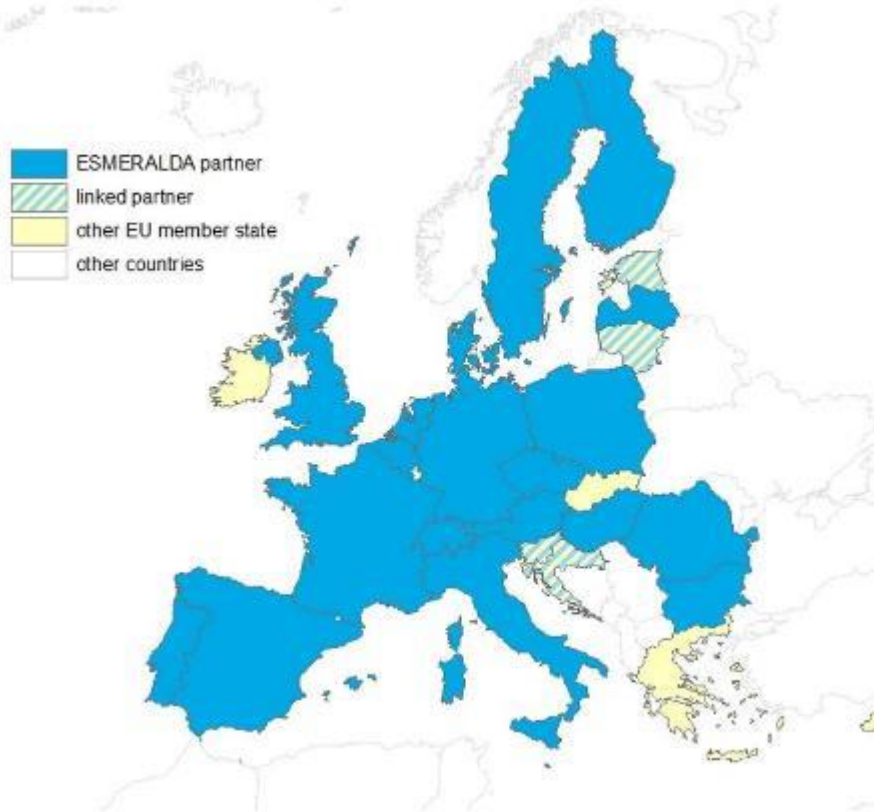 ESMERALDA partner
linked partner
other EU member state
other countries